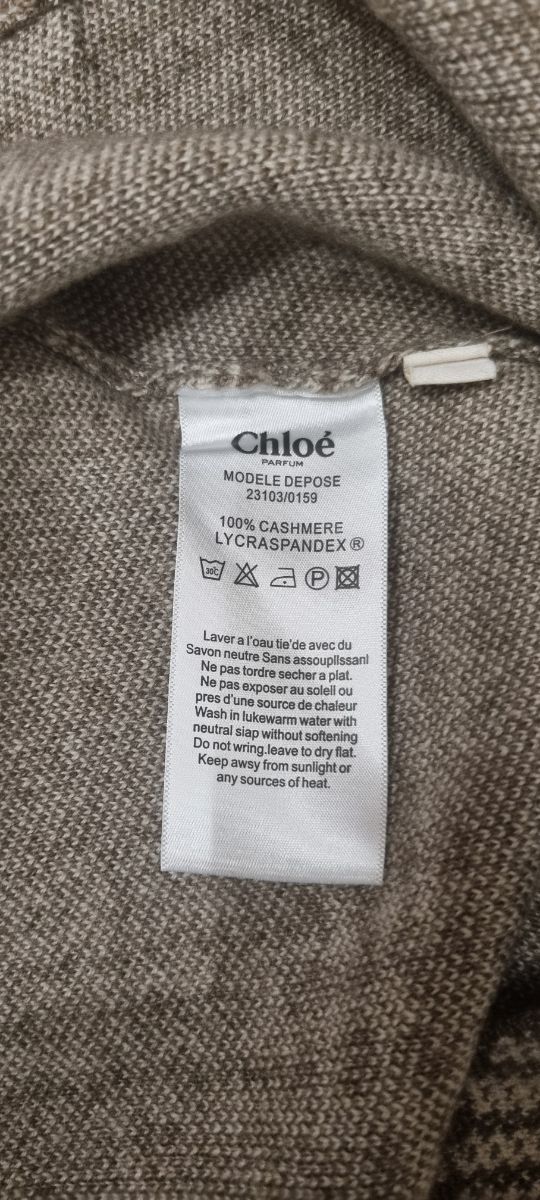 Chloé
PARFUM
MODELE DEPOSE
23103/0159
100% CASHMERE
LYCRASPANDEX ®
30C P
Laver a l'oau tie'de avec du
Savon neutre Sans assouplIssanl
Ne pas tordre secher a plat.
Ne pas exposer au soleil ou
pres d'une source de chaleur
Wash in lukewarm water with
neutral siap without softening
Do not wring.leave to dry flat.
Keep away from sunlight or
any sources of heat.